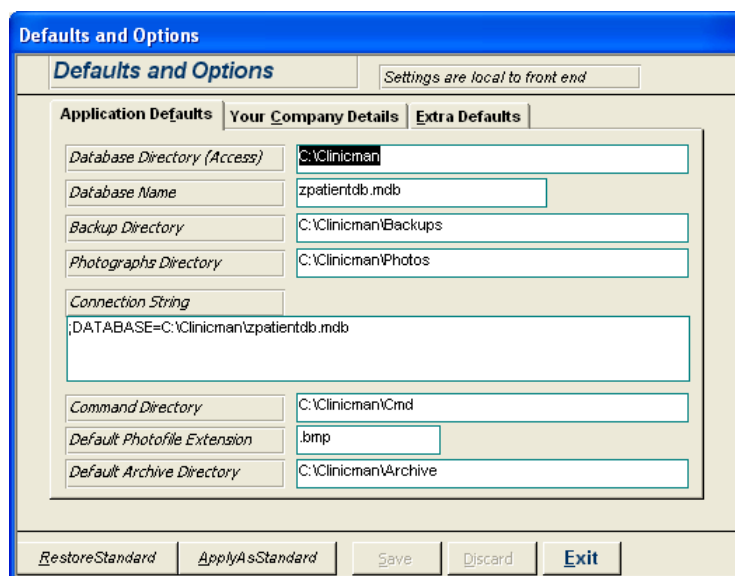 Defaults and Options
Defaults and Options
Settings are local to front end
Application Defaults Your Company Details Extra Defaults
Database Directory (Access) C:\Clinicman
Database Name zpatientdb.mdb
Backup Directory C:\Clinicman\Backups
Photographs Directory C:\Clinicman\Photos
Connection String
;DATABASE=C:\Clinicman\zpatientdb.mdb
Command Directory C:\Clinicman\Cmd
Default Photofile Extension .bmp
Default Archive Directory C:\Clinicman\Archive
RestoreStandard ApplyAsStandard Save Discard Exit